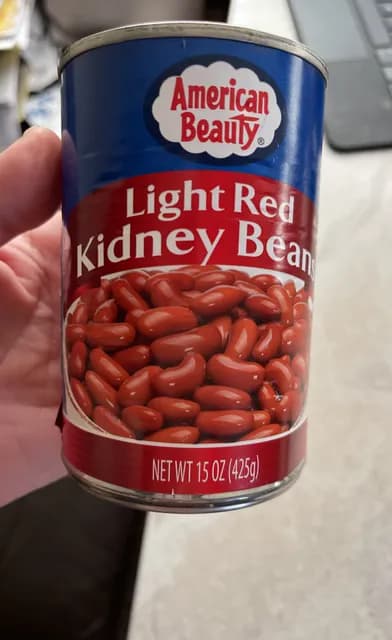 American
Beauty®
Light Red
Kidney Bean
NET WT 15 OZ (425g)